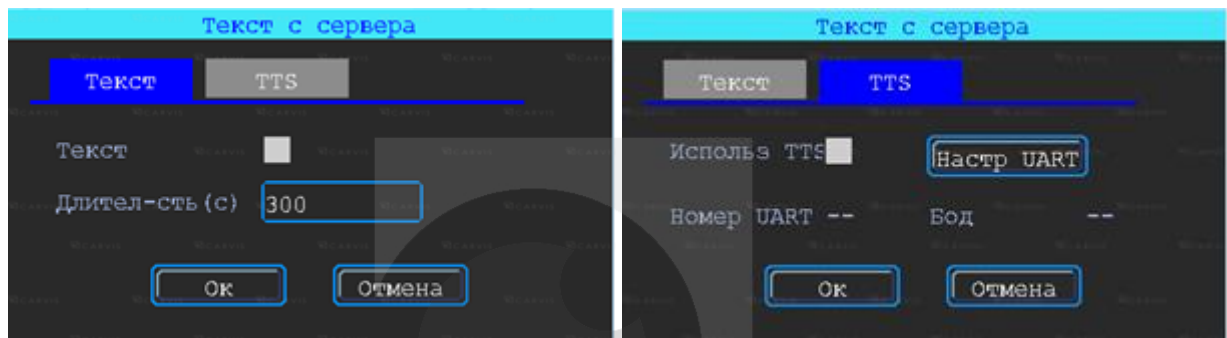 Текст с сервера
Текст TTS
Текст
Длител-сть(с) 300
Ок Отмена
Текст с сервера
Текст TTS
Использ TTS Настр UART
Номер UART -- Бод --
Ок Отмена